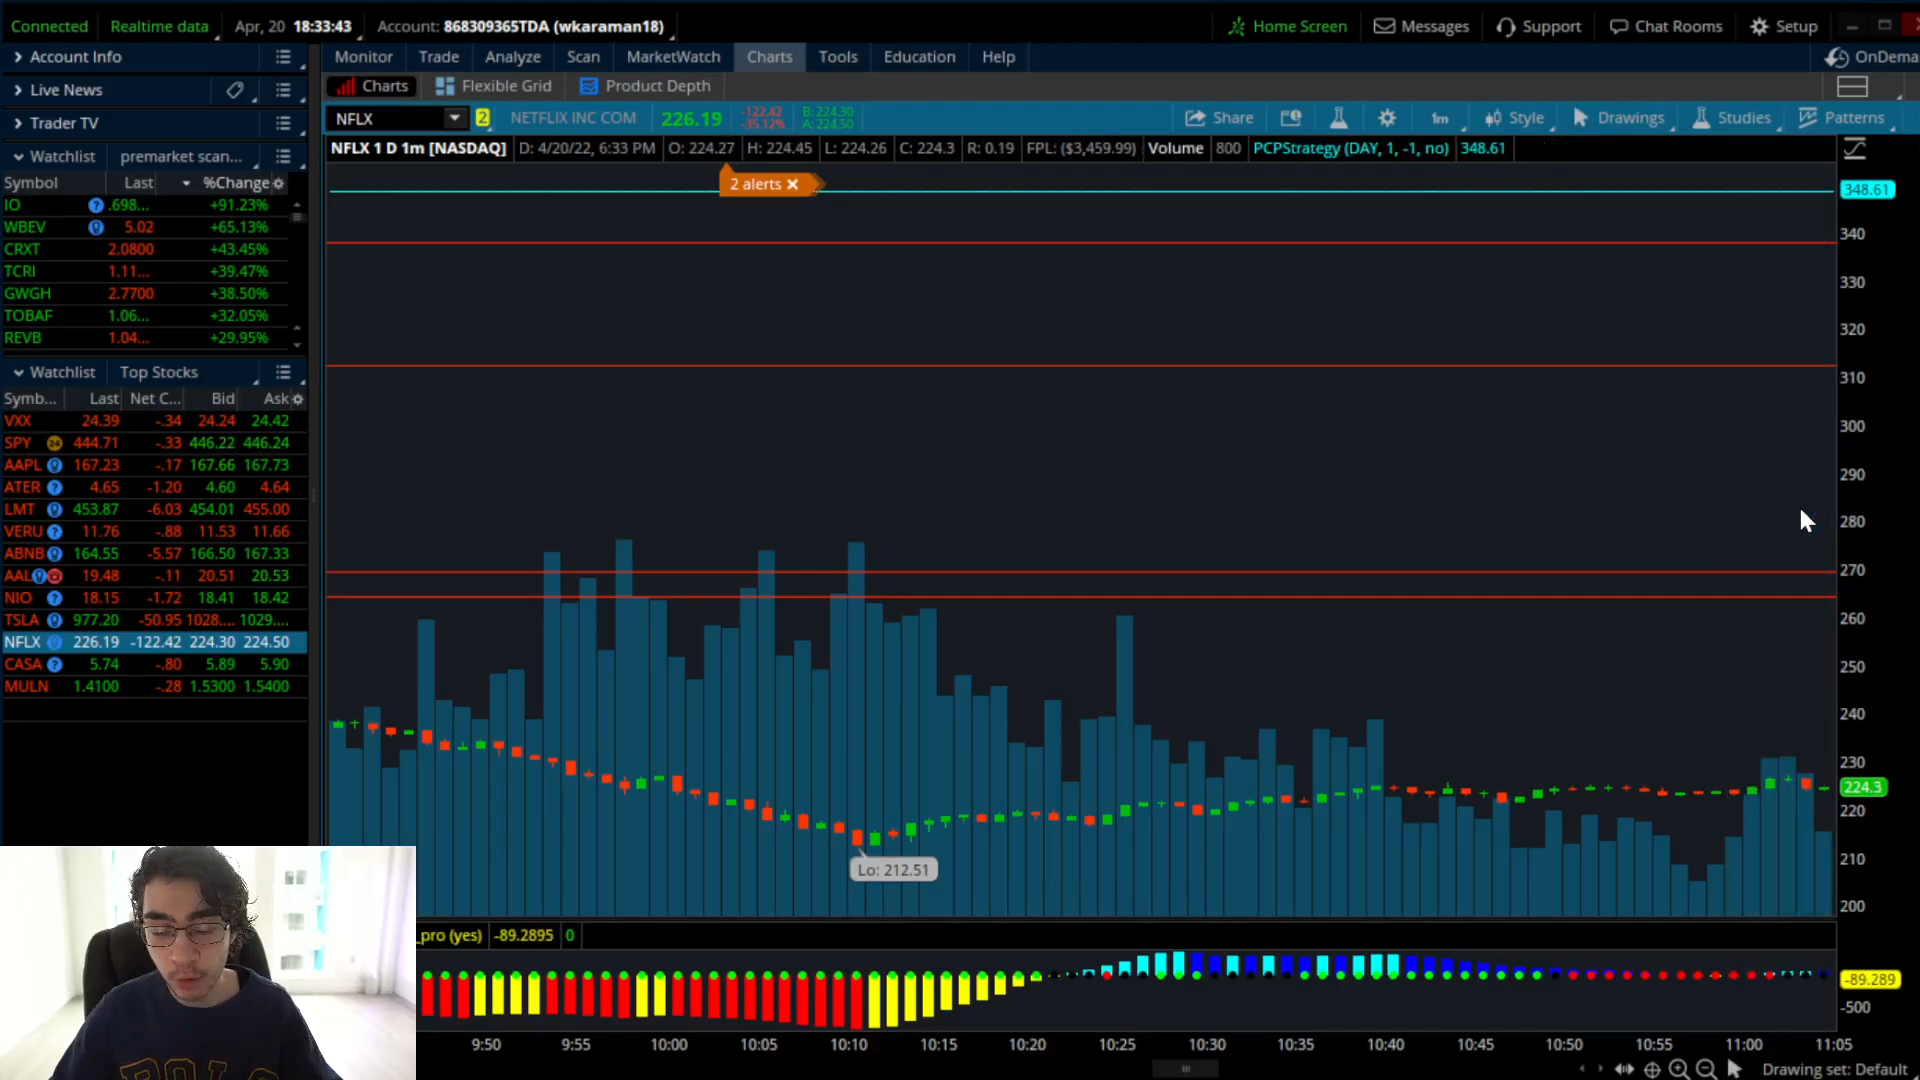 Connected Realtime data Apr, 20 18:33:43 Account: 868309365TDA (wkaraman18) Home Screen Messages Support Chat Rooms Setup
Account Info
Live News
Trader TV
Monitor Trade Analyze Scan MarketWatch Charts Tools Education Help OnDema
Charts Flexible Grid Product Depth
NFLX 2 NETFLIX INC COM 226.19 -122.42 -35.12% B: 224.30 A: 224.50 Share 1m Style Drawings Studies Patterns
NFLX 1 D 1m [NASDAQ] D: 4/20/22, 6:33 PM O: 224.27 H: 224.45 L: 224.26 C: 224.3 R: 0.19 FPL: ($3,459.99) Volume 800 PCPStrategy (DAY, 1, -1, no) 348.61
2 alerts
Watchlist premarket scan...
Symbol Last %Change
IO .698... +91.23%
WBEV 5.02 +65.13%
CRXT 2.0800 +43.45%
TCRI 1.11... +39.47%
GWGH 2.7700 +38.50%
TOBAF 1.06... +32.05%
REVB 1.04... +29.95%
Watchlist Top Stocks
Symb... Last Net C... Bid Ask
VXX 24.39 -.34 24.24 24.42
SPY 24 444.71 -.33 446.22 446.24
AAPL 167.23 -.17 167.66 167.73
ATER 4.65 -1.20 4.60 4.64
LMT 453.87 -6.03 454.01 455.00
VERU 11.76 -.88 11.53 11.66
ABNB 164.55 -5.57 166.50 167.33
AAL 19.48 -.11 20.51 20.53
NIO 18.15 -1.72 18.41 18.42
TSLA 977.20 -50.95 1028.... 1029....
NFLX 226.19 -122.42 224.30 224.50
CASA 5.74 -.80 5.89 5.90
MULN 1.4100 -.28 1.5300 1.5400
348.61
340
330
320
310
300
290
280
270
260
250
240
230
224.3
220
210
200
Lo: 212.51
_pro (yes) -89.2895 0
-89.289
-500
9:50 9:55 10:00 10:05 10:10 10:15 10:20 10:25 10:30 10:35 10:40 10:45 10:50 10:55 11:00 11:05
Drawing set: Default